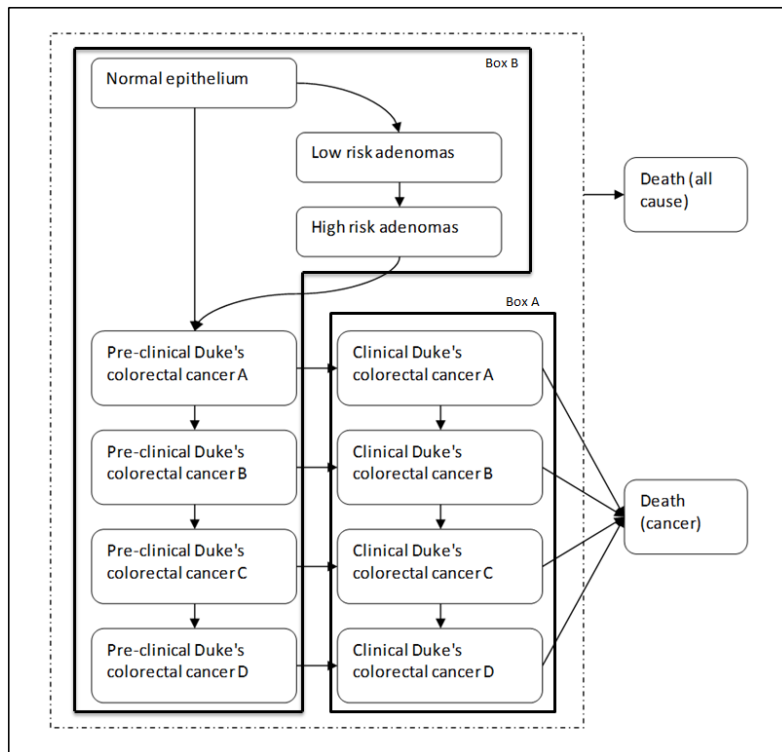 Box B
Normal epithelium
Low risk adenomas
High risk adenomas
Death (all
cause)
Box A
Pre-clinical Duke's
colorectal cancer A
Clinical Duke's
colorectal cancer A
Pre-clinical Duke's
colorectal cancer B
Clinical Duke's
colorectal cancer B
Death
(cancer)
Pre-clinical Duke's
colorectal cancer C
Clinical Duke's
colorectal cancer C
Pre-clinical Duke's
colorectal cancer D
Clinical Duke's
colorectal cancer D